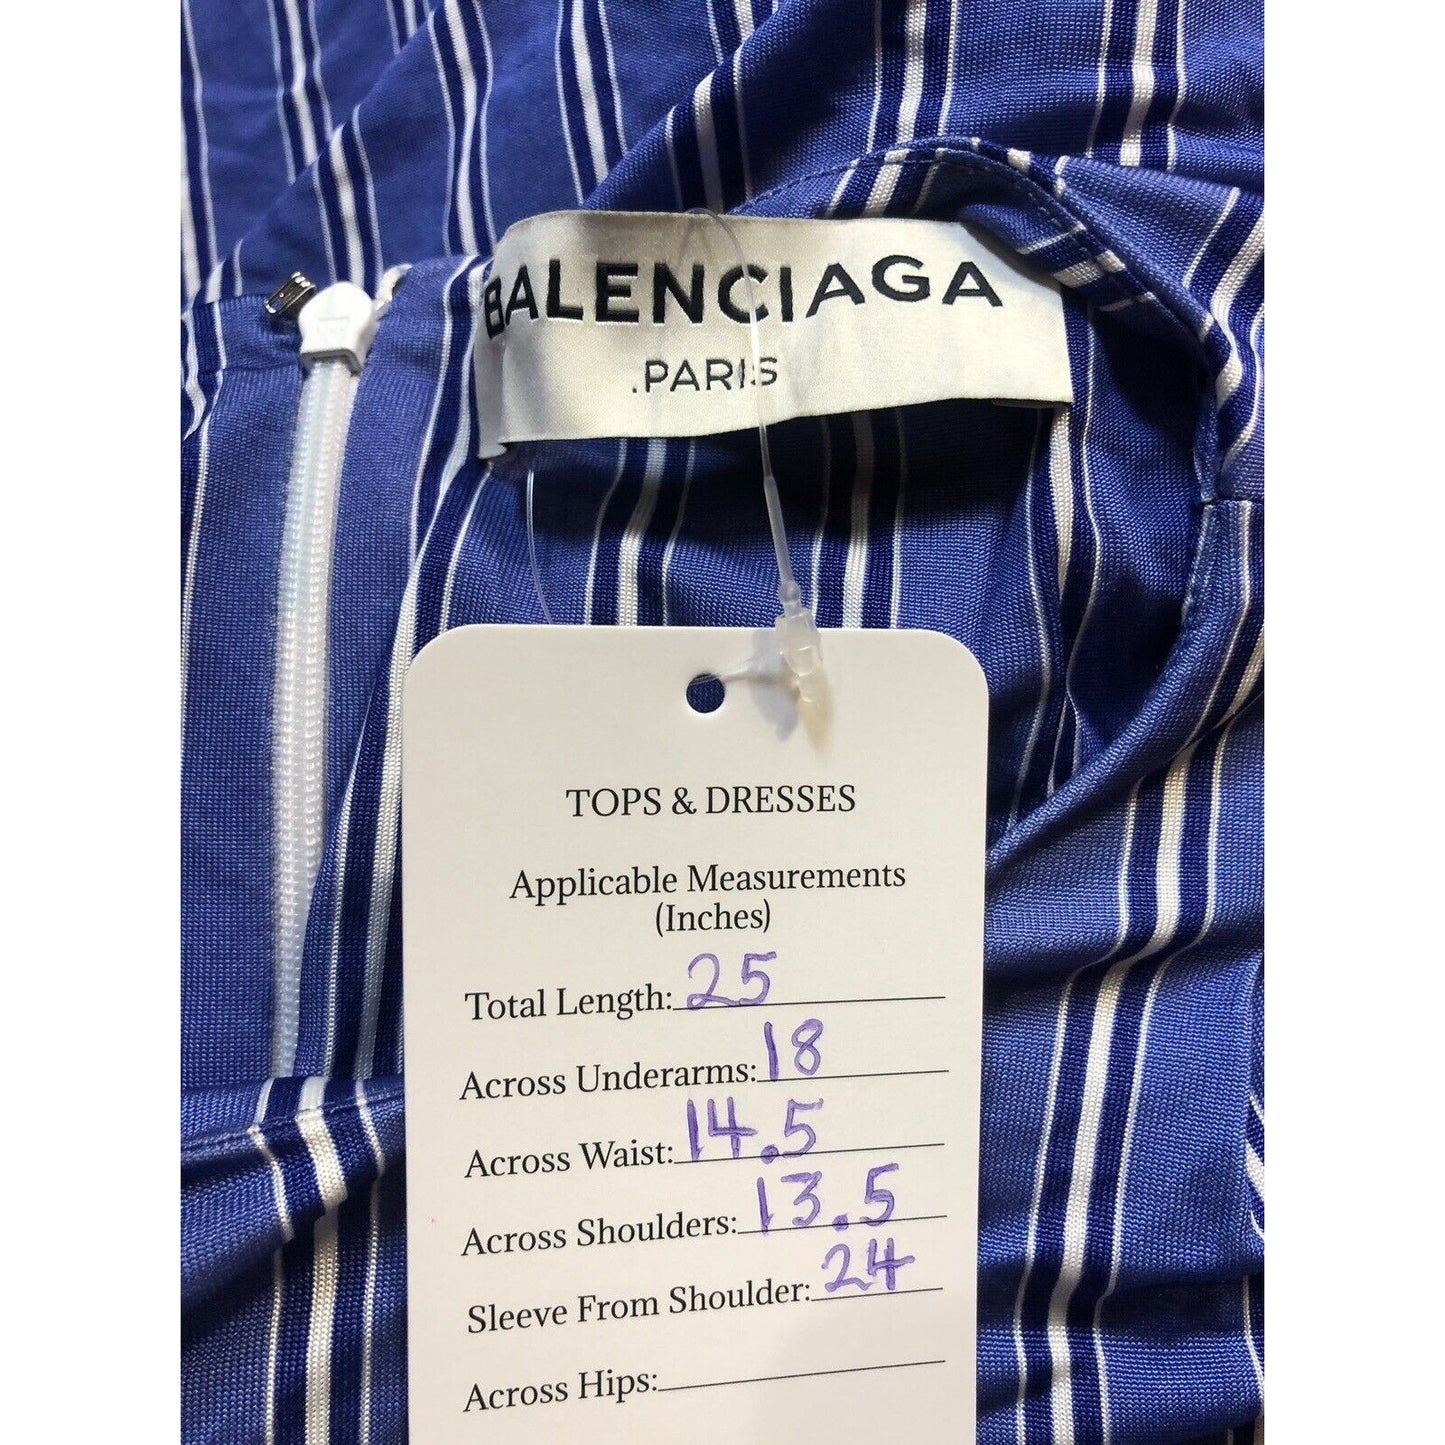 BALENCIAGA
.PARIS
TOPS & DRESSES
Applicable Measurements
(Inches)
Total Length: 25
Across Underarms: 18
Across Waist: 14.5
Across Shoulders: 13.5
Sleeve From Shoulder: 24
Across Hips: